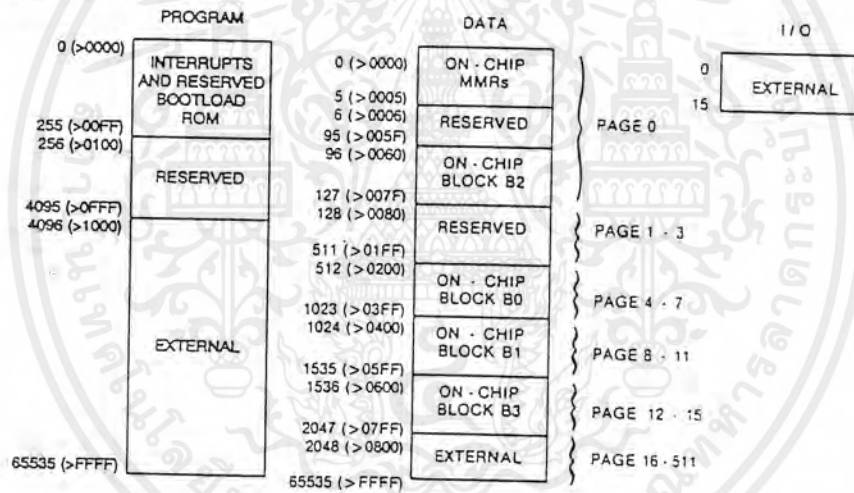 PROGRAM
0 (>0000)
INTERRUPTS
AND RESERVED
BOOTLOAD
ROM
255 (>00FF)
256 (>0100)
RESERVED
4095 (>0FFF)
4096 (>1000)
EXTERNAL
65535 (>FFFF)
DATA
0 (>0000)
ON - CHIP
MMRs
5 (>0005)
6 (>0006)
RESERVED
95 (>005F)
96 (>0060)
ON - CHIP
BLOCK B2
127 (>007F)
128 (>0080)
RESERVED
511 (>01FF)
512 (>0200)
ON - CHIP
BLOCK B0
1023 (>03FF)
1024 (>0400)
ON - CHIP
BLOCK B1
1535 (>05FF)
1536 (>0600)
ON - CHIP
BLOCK B3
2047 (>07FF)
2048 (>0800)
EXTERNAL
65535 (>FFFF)
PAGE 0
PAGE 1 - 3
PAGE 4 - 7
PAGE 8 - 11
PAGE 12 - 15
PAGE 16 - 511
I/O
0
EXTERNAL
15